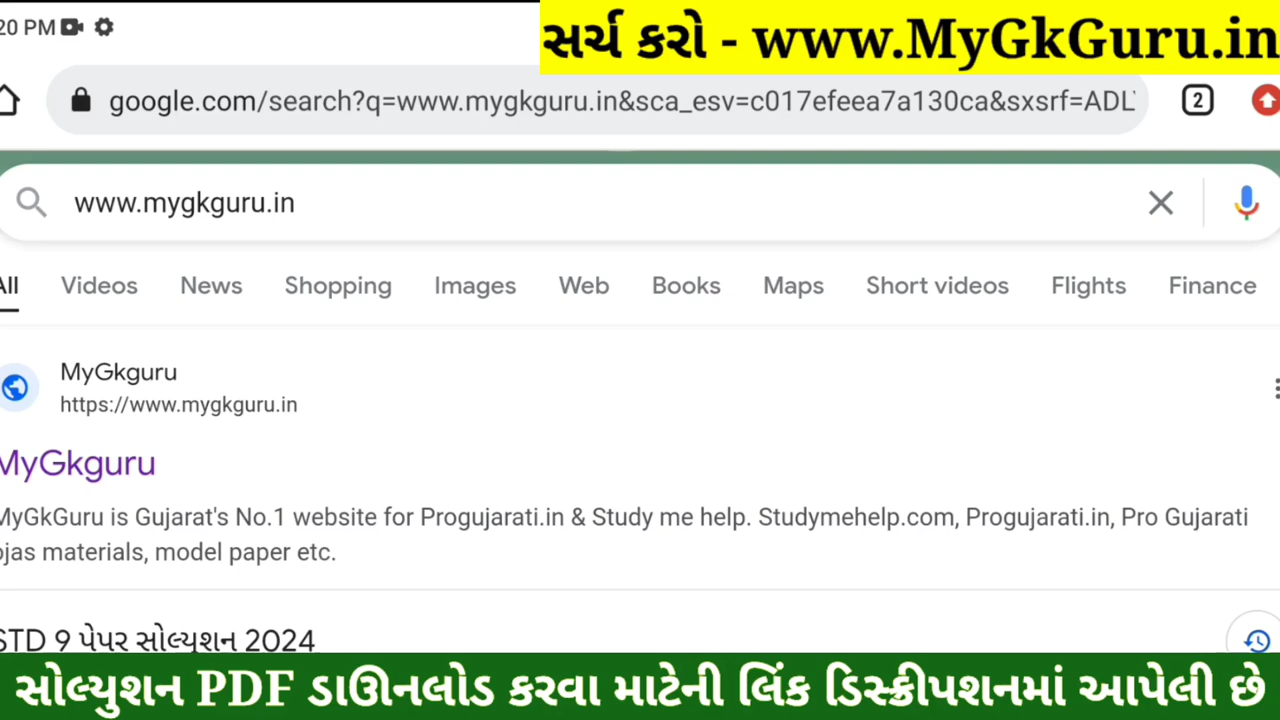 20 PM
સર્ચ કરો - www.MyGkGuru.in
google.com/search?q=www.mygkguru.in&sca_esv=c017efeea7a130ca&sxsrf=ADL
2
www.mygkguru.in
All Videos News Shopping Images Web Books Maps Short videos Flights Finance
MyGkguru
https://www.mygkguru.in
MyGkguru
MyGkGuru is Gujarat's No.1 website for Progujarati.in & Study me help. Studymehelp.com, Progujarati.in, Pro Gujarati
ojas materials, model paper etc.
STD 9 પેપર સોલ્યુશન 2024
સોલ્યુશન PDF ડાઊનલોડ કરવા માટેની લિંક ડિસ્ક્રીપશનમાં આપેલી છે